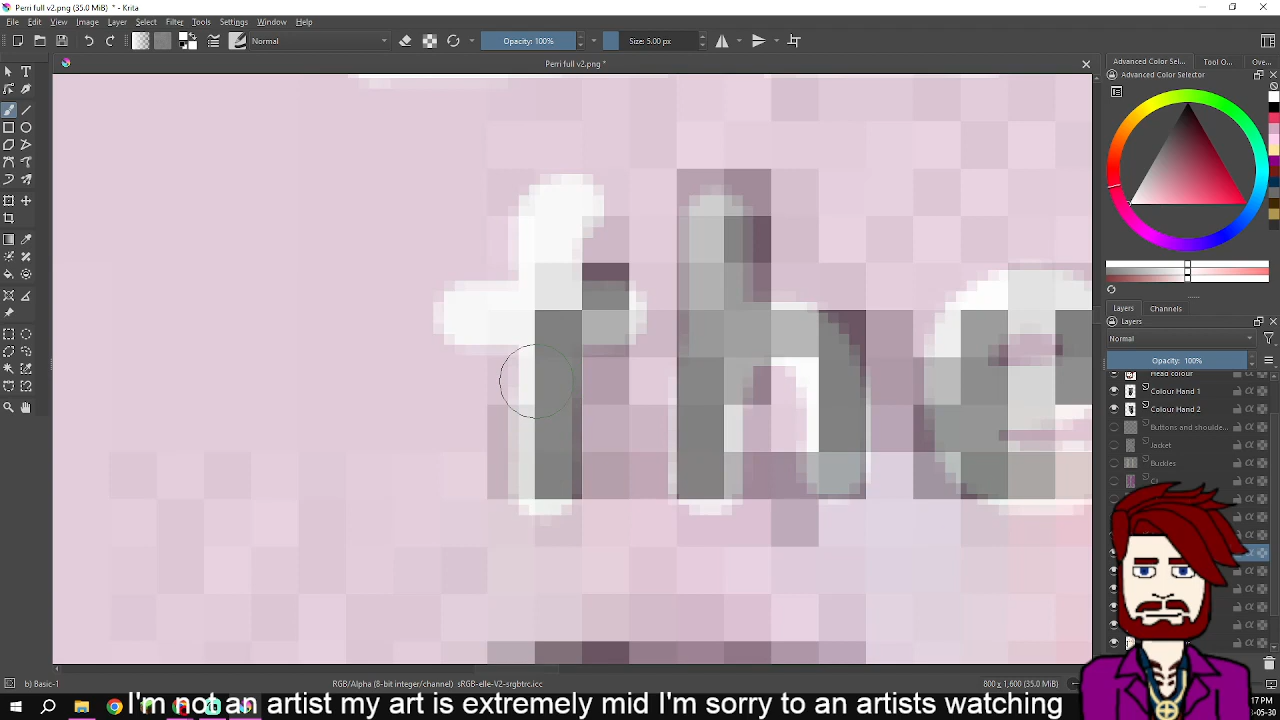 Perri full v2.png (35.0 MiB) * - Krita
File Edit View Image Layer Select Filter Tools Settings Window Help
Normal Opacity: 100% Size: 5.00 px
Perri full v2.png *
Advanced Color Sel... Tool O... Ove...
Advanced Color Selector
the
Layers Channels
Layers
Normal
Opacity: 100%
Head colour
Colour Hand 1
Colour Hand 2
Buttons and shoulde...
Jacket
Buckles
b) Basic-1 RGB/Alpha (8-bit integer/channel) sRGB-elle-V2-srgbtrc.icc 800 x 1,600 (35.0 MiB)
I'm not an artist my art is extremely mid I'm sorry to an artists watching